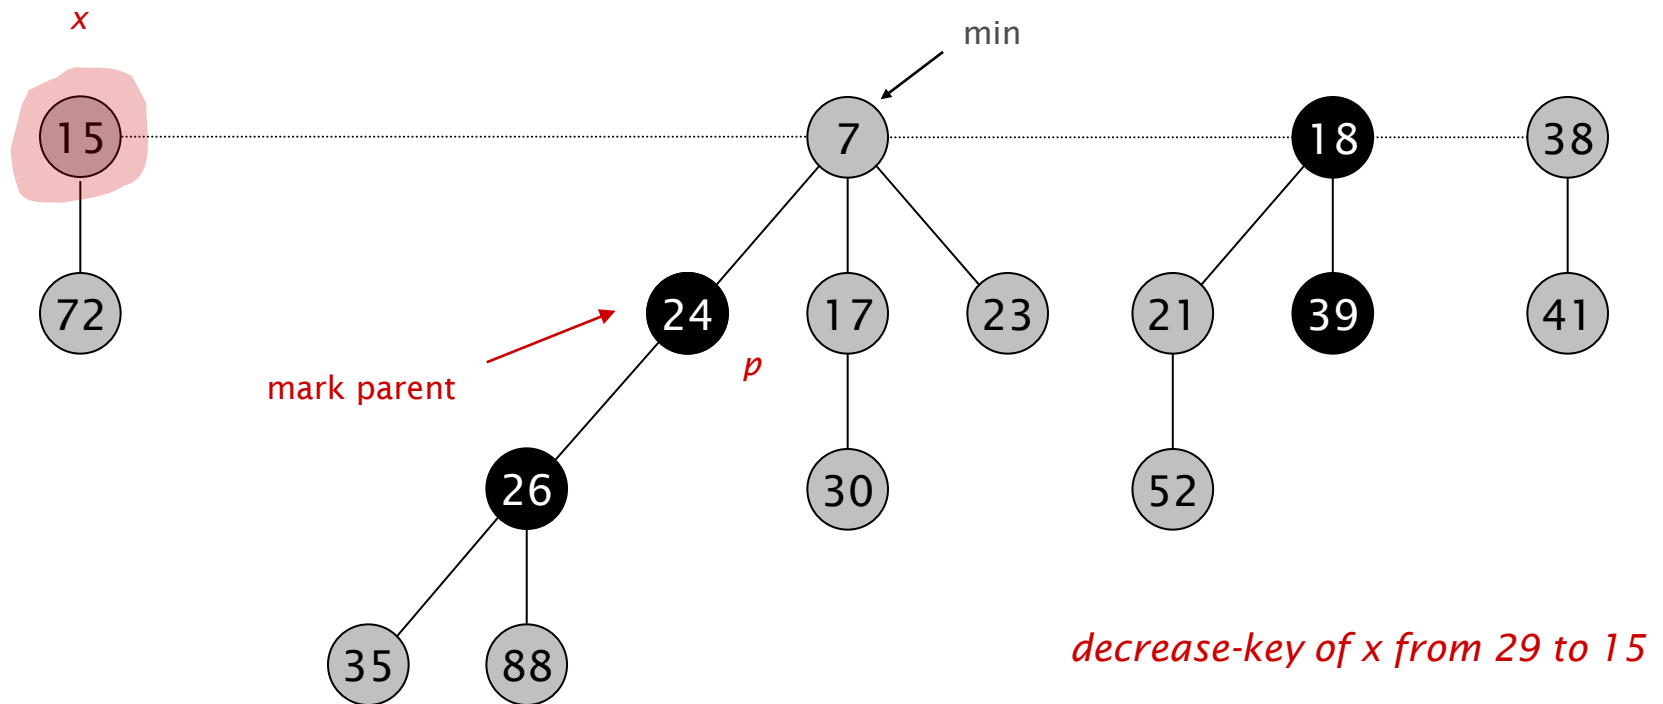 x
min
15 7 18 38
72 24 17 23 21 39 41
p
mark parent
26 30 52
35 88
decrease-key of x from 29 to 15